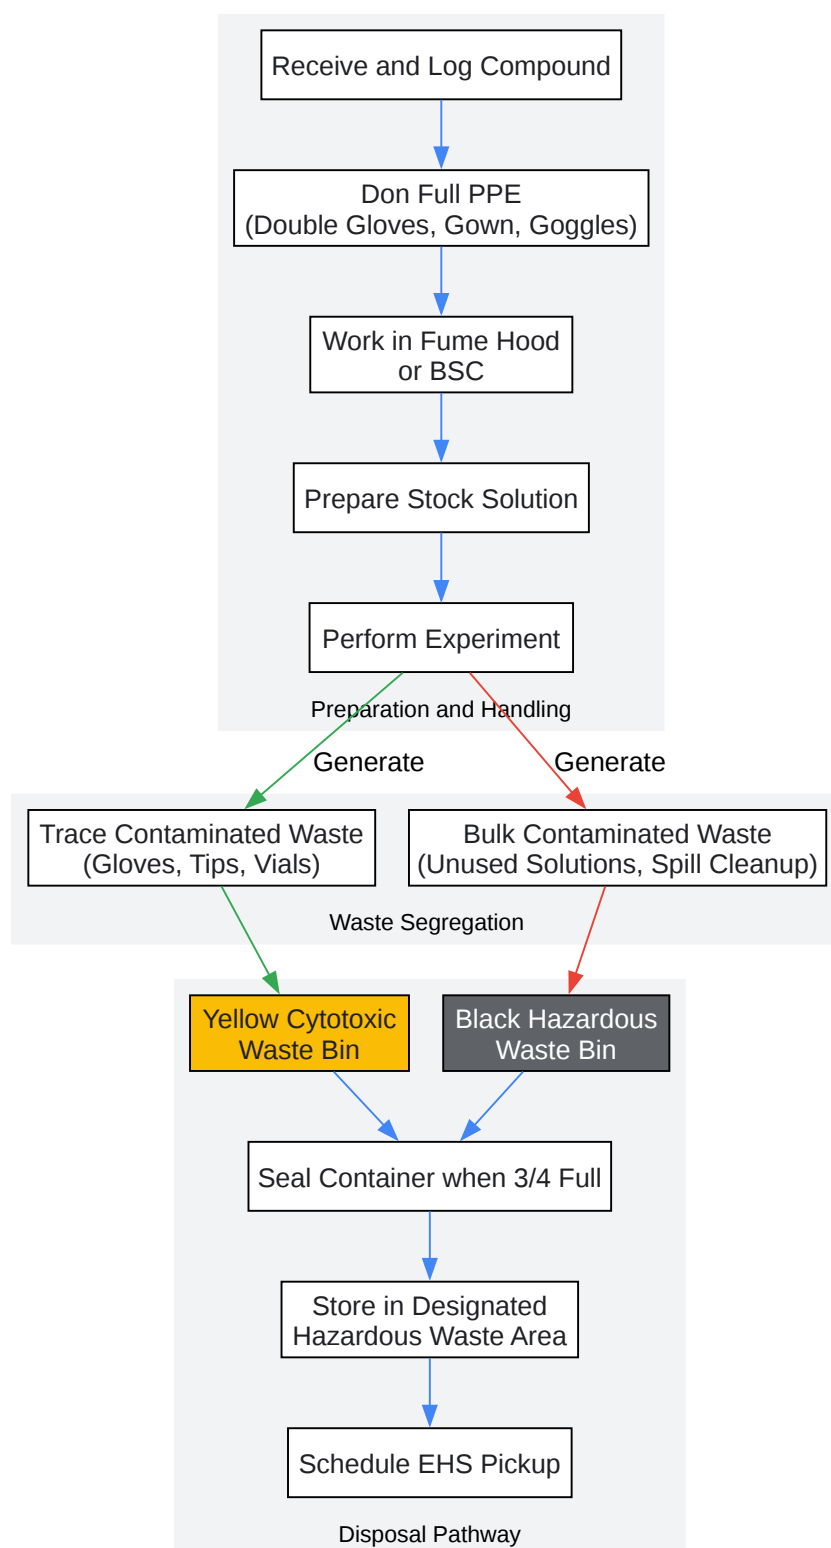 Receive and Log Compound
Don Full PPE
(Double Gloves, Gown, Goggles)
Work in Fume Hood
or BSC
Prepare Stock Solution
Perform Experiment
Preparation and Handling
Generate
Generate
Trace Contaminated Waste
(Gloves, Tips, Vials)
Bulk Contaminated Waste
(Unused Solutions, Spill Cleanup)
Waste Segregation
Yellow Cytotoxic
Waste Bin
Black Hazardous
Waste Bin
Seal Container when 3/4 Full
Store in Designated
Hazardous Waste Area
Schedule EHS Pickup
Disposal Pathway